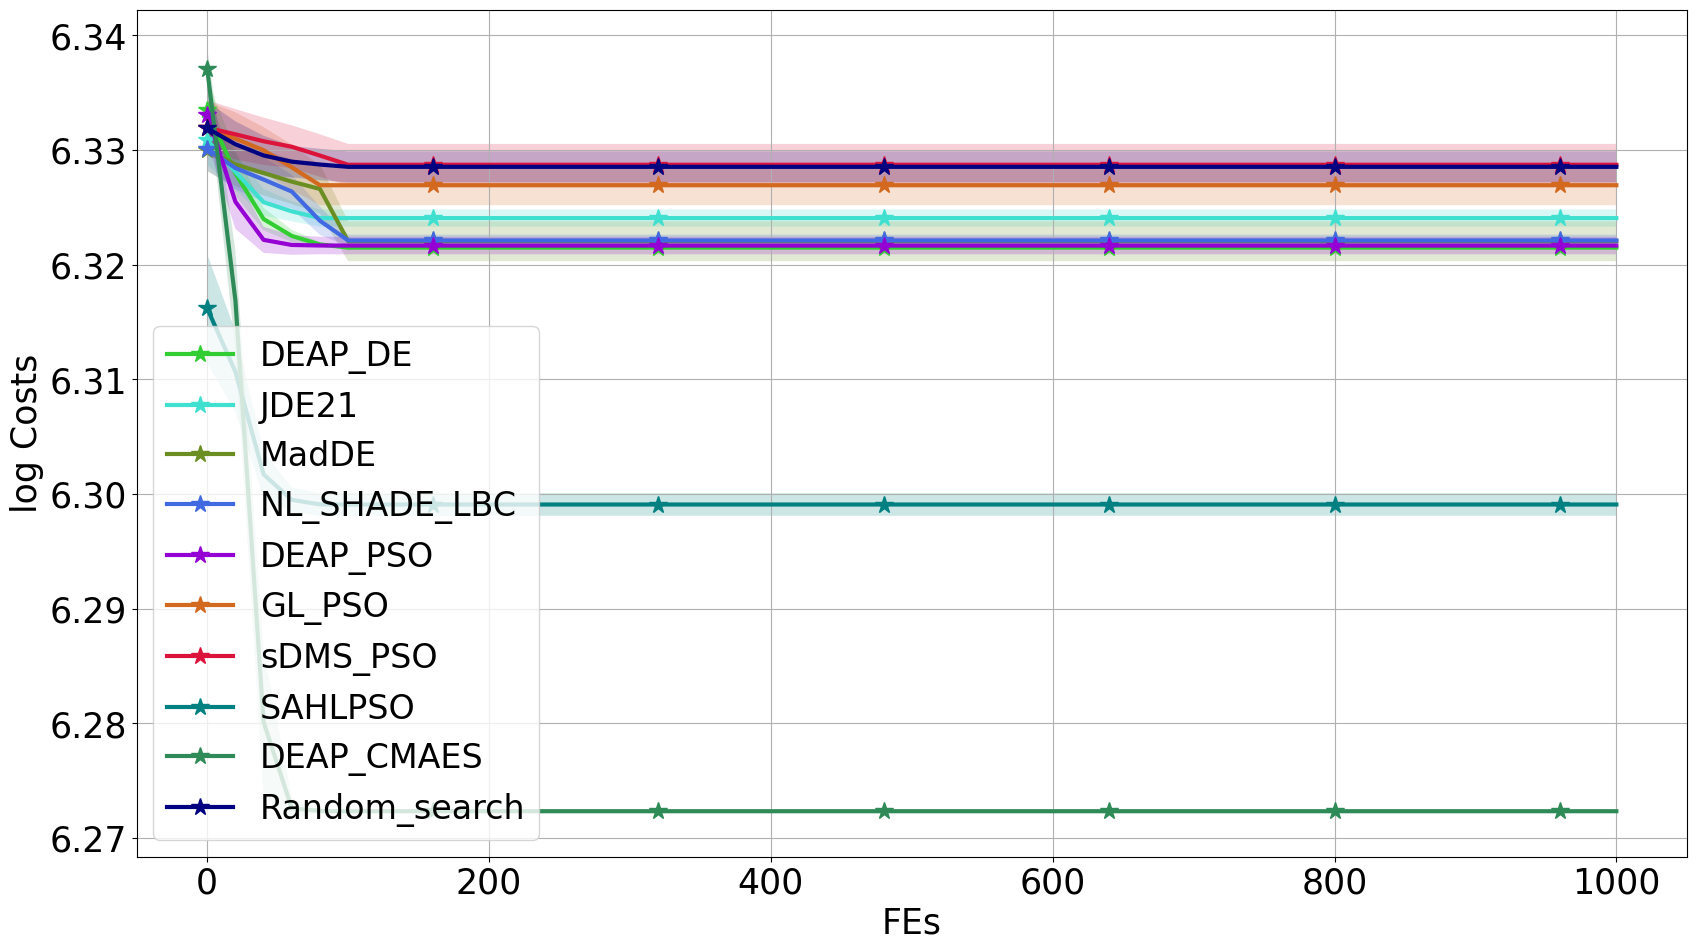 6.34
6.33
6.32
6.31
6.30
6.29
6.28
6.27
log Costs
DEAP_DE
JDE21
MadDE
NL_SHADE_LBC
DEAP_PSO
GL_PSO
sDMS_PSO
SAHLPSO
DEAP_CMAES
Random_search
0 200 400 600 800 1000
FEs